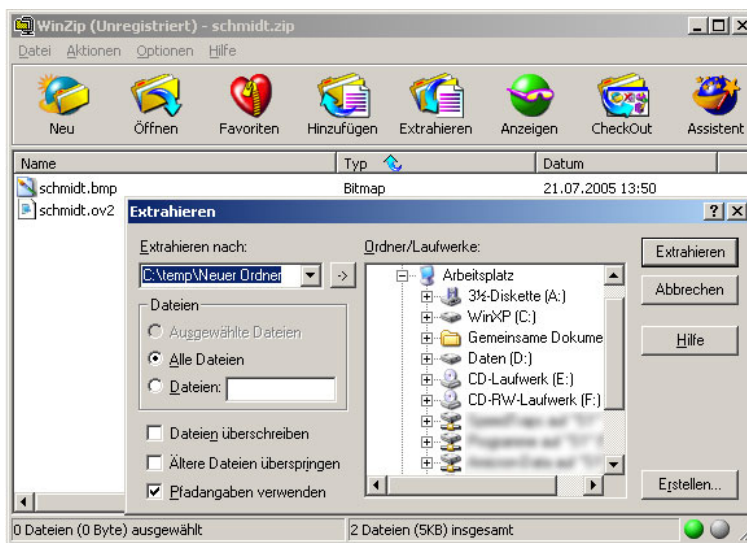 WinZip (Unregistriert) - schmidt.zip
Datei Aktionen Optionen Hilfe
Neu Öffnen Favoriten Hinzufügen Extrahieren Anzeigen CheckOut Assistent
Name Typ Datum
schmidt.bmp Bitmap 21.07.2005 13:50
schmidt.ov2
Extrahieren
Extrahieren nach:
C:\temp\Neuer Ordner
->
Dateien
Ausgewählte Dateien
Alle Dateien
Dateien:
Dateien überschreiben
Ältere Dateien überspringen
Pfadangaben verwenden
Ordner/Laufwerke:
Arbeitsplatz
3½-Diskette (A:)
WinXP (C:)
Gemeinsame Dokume
Daten (D:)
CD-Laufwerk (E:)
CD-RW-Laufwerk (F:)
Extrahieren
Abbrechen
Hilfe
Erstellen...
0 Dateien (0 Byte) ausgewählt 2 Dateien (5KB) insgesamt